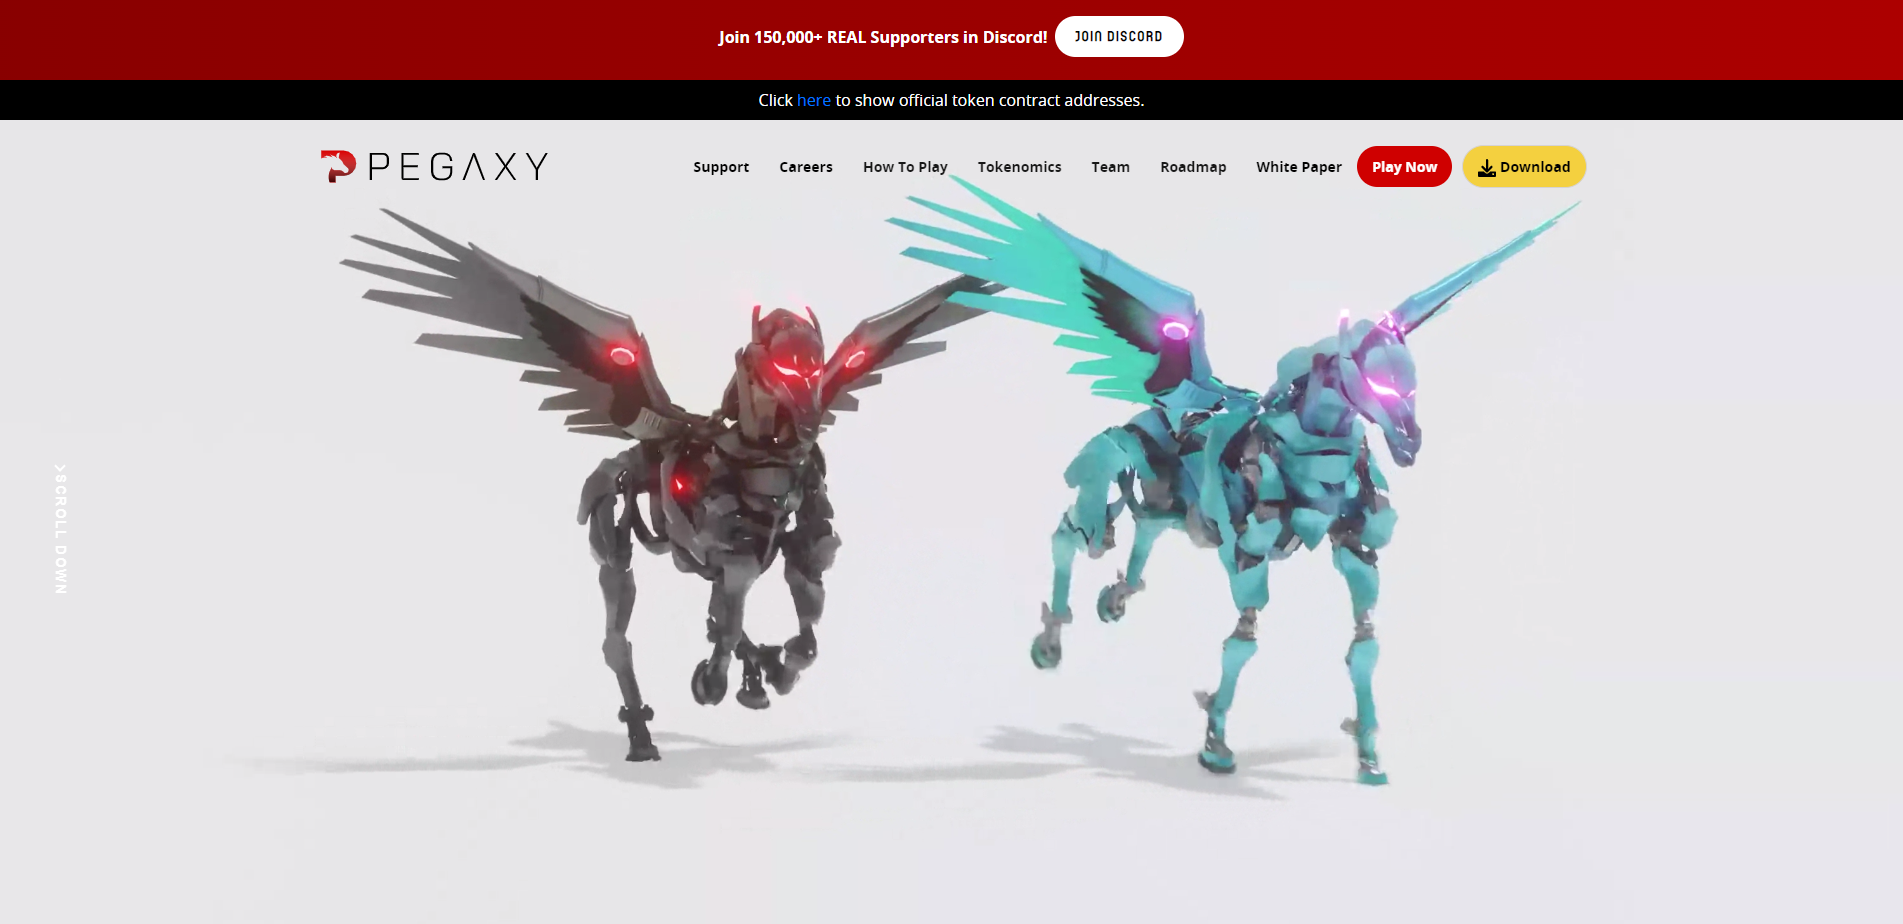 Join 150,000+ REAL Supporters in Discord! JOIN DISCORD
Click here to show official token contract addresses.
PEGAXY Support Careers How To Play Tokenomics Team Roadmap White Paper Play Now Download
SCROLL DOWN